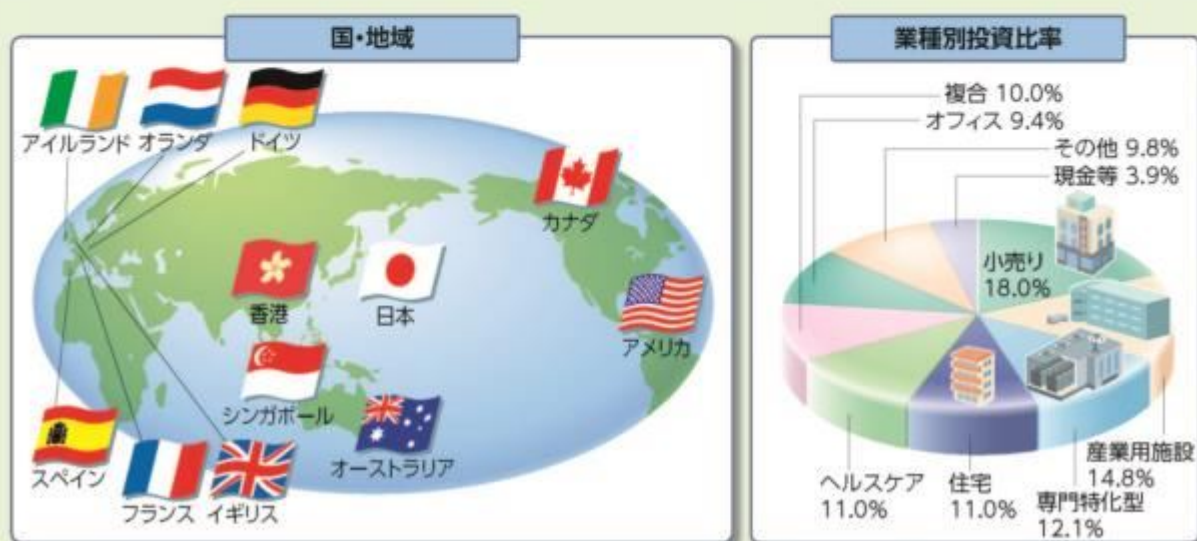 国・地域
アイルランド オランダ ドイツ
カナダ
香港
日本
アメリカ
シンガポール
オーストラリア
スペイン
フランス イギリス
業種別投資比率
複合 10.0%
オフィス 9.4%
その他 9.8%
現金等 3.9%
小売り
18.0%
産業用施設
14.8%
専門特化型
12.1%
住宅
11.0%
ヘルスケア
11.0%